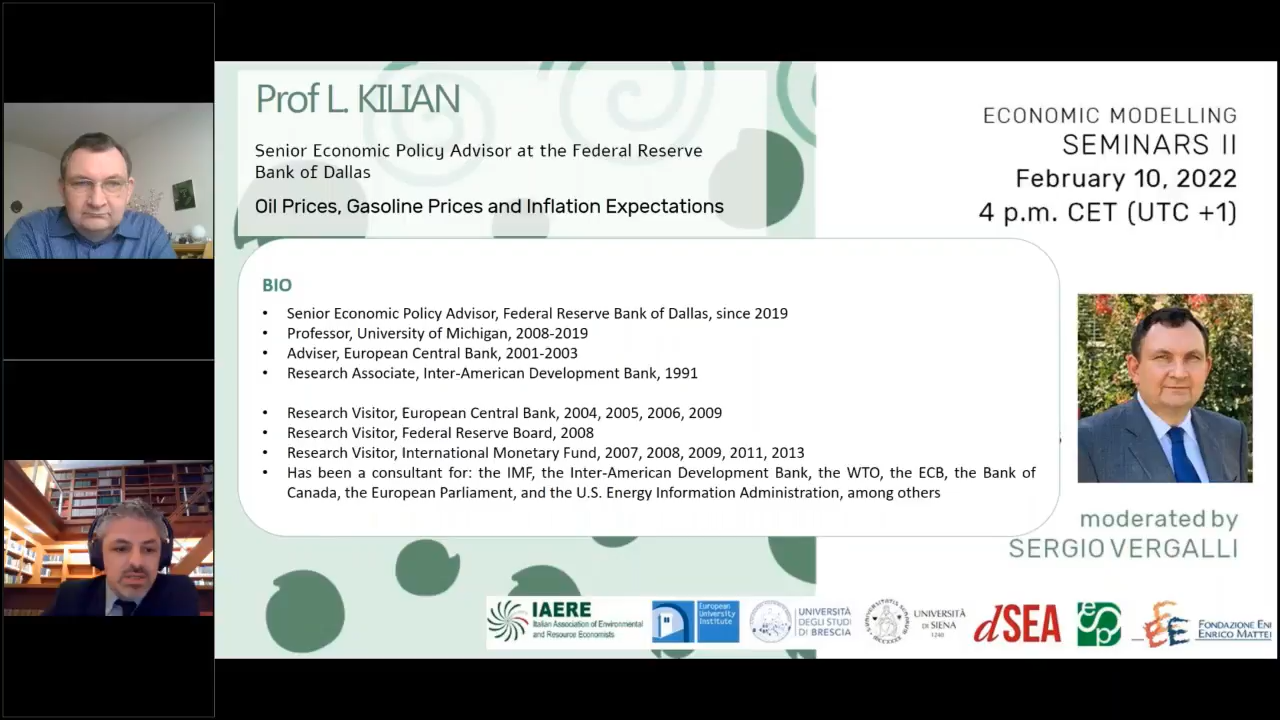 Prof L. KILIAN
Senior Economic Policy Advisor at the Federal Reserve
Bank of Dallas
Oil Prices, Gasoline Prices and Inflation Expectations
ECONOMIC MODELLING
SEMINARS II
February 10, 2022
4 p.m. CET (UTC +1)
BIO
• Senior Economic Policy Advisor, Federal Reserve Bank of Dallas, since 2019
• Professor, University of Michigan, 2008-2019
• Adviser, European Central Bank, 2001-2003
• Research Associate, Inter-American Development Bank, 1991
• Research Visitor, European Central Bank, 2004, 2005, 2006, 2009
• Research Visitor, Federal Reserve Board, 2008
• Research Visitor, International Monetary Fund, 2007, 2008, 2009, 2011, 2013
• Has been a consultant for: the IMF, the Inter-American Development Bank, the WTO, the ECB, the Bank of
Canada, the European Parliament, and the U.S. Energy Information Administration, among others
moderated by
SERGIO VERGALLI
IAERE
Italian Association of Environmental
and Resource Economists
European
University
Institute
UNIVERSITÀ
DEGLI STUDI
DI BRESCIA
UNIVERSITÀ
DI SIENA
1240
dSEA
esp
FEEM
FONDAZIONE ENI
ENRICO MATTEI